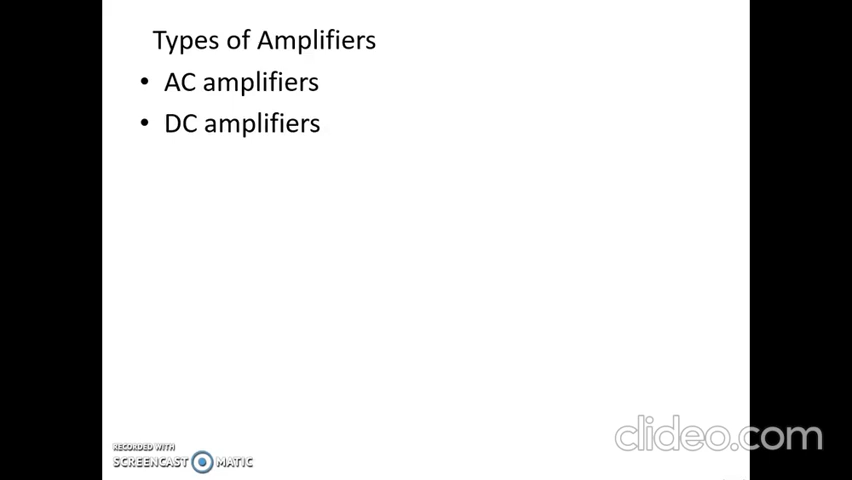 Types of Amplifiers
• AC amplifiers
• DC amplifiers
RECORDED WITH
SCREENCAST MATIC
clideo.com